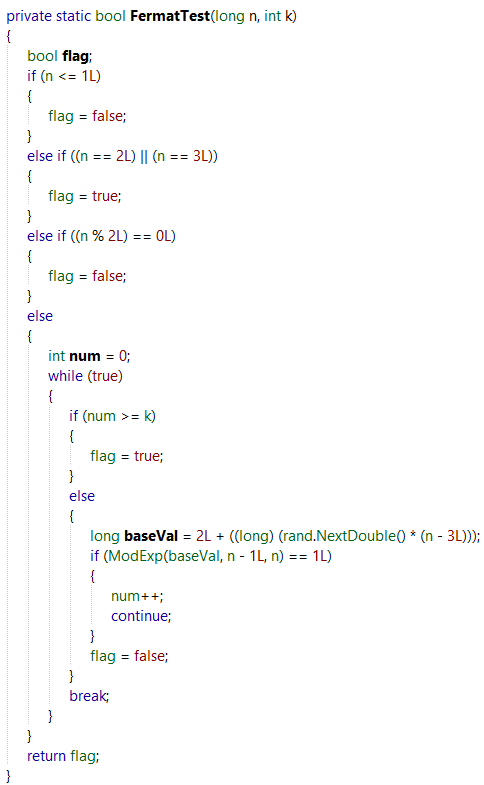 private static bool FermatTest(long n, int k)
{
bool flag;
if (n <= 1L)
{
flag = false;
}
else if ((n == 2L) || (n == 3L))
{
flag = true;
}
else if ((n % 2L) == 0L)
{
flag = false;
}
else
{
int num = 0;
while (true)
{
if (num >= k)
{
flag = true;
}
else
{
long baseVal = 2L + ((long) (rand.NextDouble() * (n - 3L)));
if (ModExp(baseVal, n - 1L, n) == 1L)
{
num++;
continue;
}
flag = false;
}
break;
}
}
return flag;
}